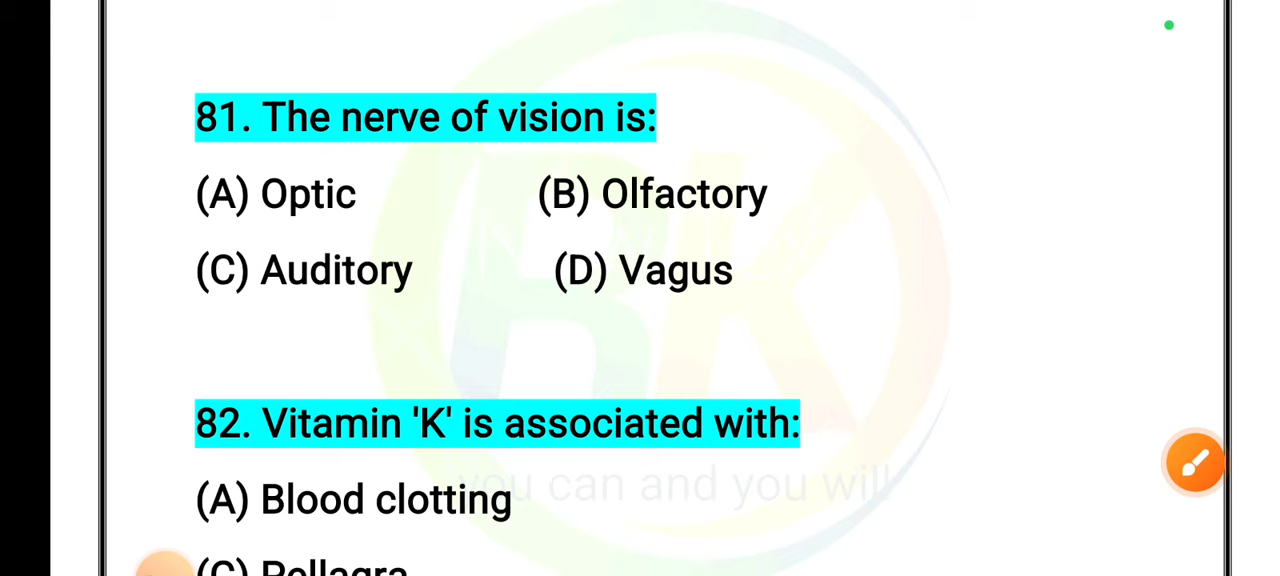 81. The nerve of vision is:
(A) Optic (B) Olfactory
(C) Auditory (D) Vagus
82. Vitamin 'K' is associated with:
you can and you will
(A) Blood clotting
(C) Pellagra